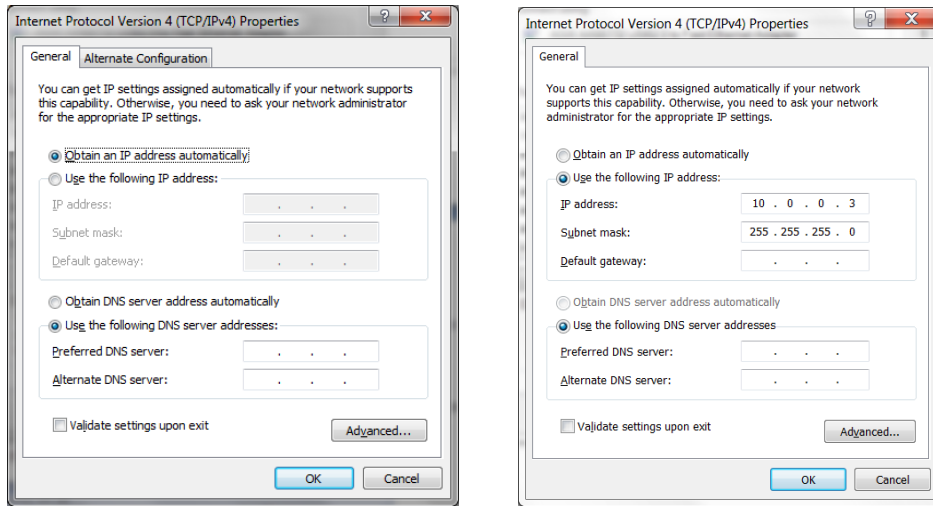 Internet Protocol Version 4 (TCP/IPv4) Properties
General
Alternate Configuration
You can get IP settings assigned automatically if your network supports
this capability. Otherwise, you need to ask your network administrator
for the appropriate IP settings.
Obtain an IP address automatically
Use the following IP address:
IP address: . . .
Subnet mask: . . .
Default gateway: . . .
Obtain DNS server address automatically
Use the following DNS server addresses:
Preferred DNS server: . . .
Alternate DNS server: . . .
Validate settings upon exit
Advanced...
OK
Cancel
Internet Protocol Version 4 (TCP/IPv4) Properties
General
You can get IP settings assigned automatically if your network
supports this capability. Otherwise, you need to ask your network
administrator for the appropriate IP settings.
Obtain an IP address automatically
Use the following IP address:
IP address: 10 . 0 . 0 . 3
Subnet mask: 255 . 255 . 255 . 0
Default gateway: . . .
Obtain DNS server address automatically
Use the following DNS server addresses
Preferred DNS server: . . .
Alternate DNS server: . . .
Validate settings upon exit
Advanced...
OK
Cancel